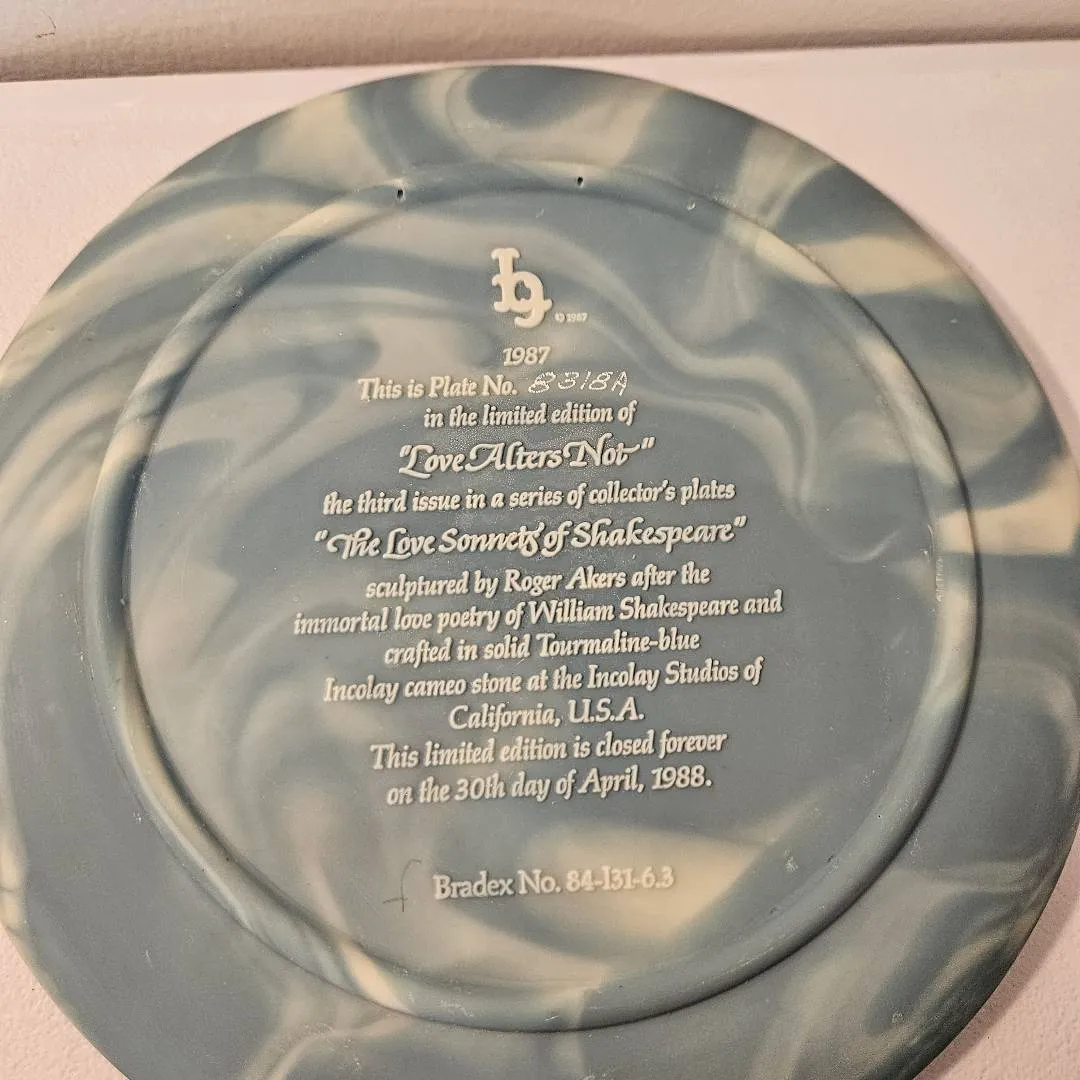 © 1987
1987
This is Plate No. 8318A
in the limited edition of
"Love Alters Not"
the third issue in a series of collector's plates
"The Love Sonnets of Shakespeare"
sculptured by Roger Akers after the
immortal love poetry of William Shakespeare and
crafted in solid Tourmaline-blue
Incolay cameo stone at the Incolay Studios of
California, U.S.A.
This limited edition is closed forever
on the 30th day of April, 1988.
Bradex No. 84-I31-6.3